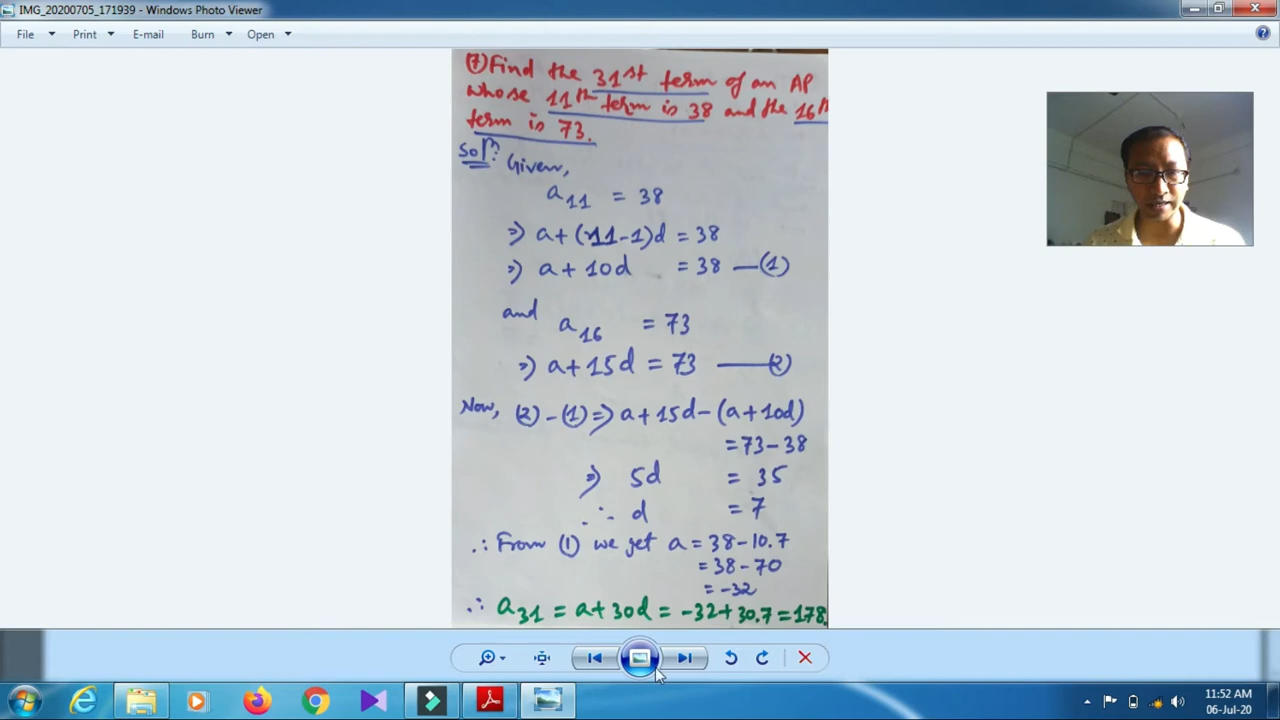 IMG_20200705_171939 - Windows Photo Viewer
File Print E-mail Burn Open
(7) Find the 31st term of an AP
whose 11th term is 38 and the 16th
term is 73.
Solⁿ: Given,
a₁₁ = 38
⇒ a+(11-1)d = 38
⇒ a+10d = 38 —(1)
and a₁₆ = 73
⇒ a+15d = 73 —(2)
Now, (2)-(1)⇒ a+15d-(a+10d)
=73-38
⇒ 5d = 35
∴ d = 7
∴ From (1) we get a = 38-10.7
= 38-70
= -32
∴ a₃₁ = a+30d = -32+30.7 = 178.
11:52 AM
06-Jul-20